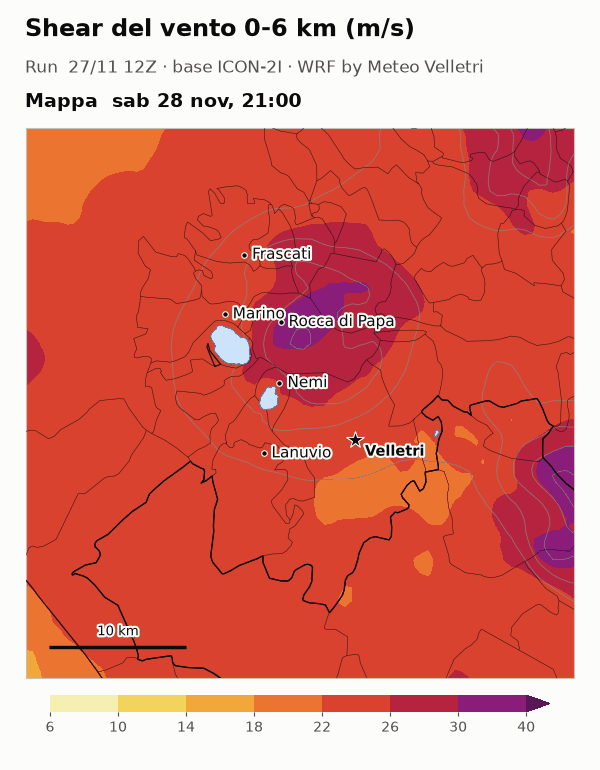 Shear del vento 0-6 km (m/s)
Run 27/11 12Z · base ICON-2I · WRF by Meteo Velletri
Mappa sab 28 nov, 21:00
Frascati
Marino
Rocca di Papa
Nemi
Velletri
Lanuvio
10 km
6 10 14 18 22 26 30 40